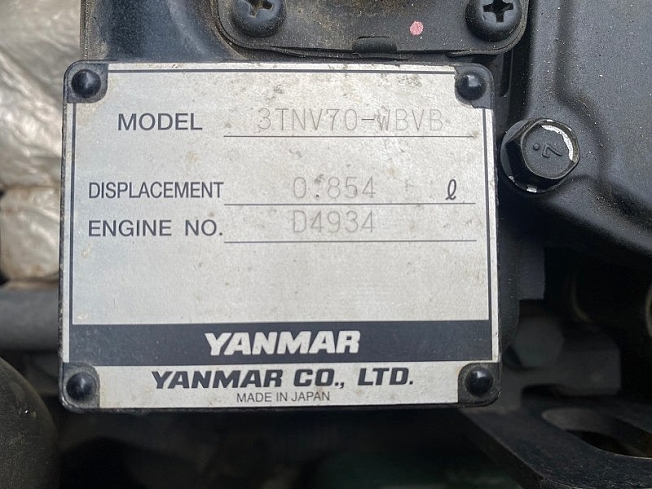 MODEL 3TNV70-WBVB
DISPLACEMENT 0.854 ℓ
ENGINE NO. D4934
YANMAR
YANMAR CO., LTD.
MADE IN JAPAN